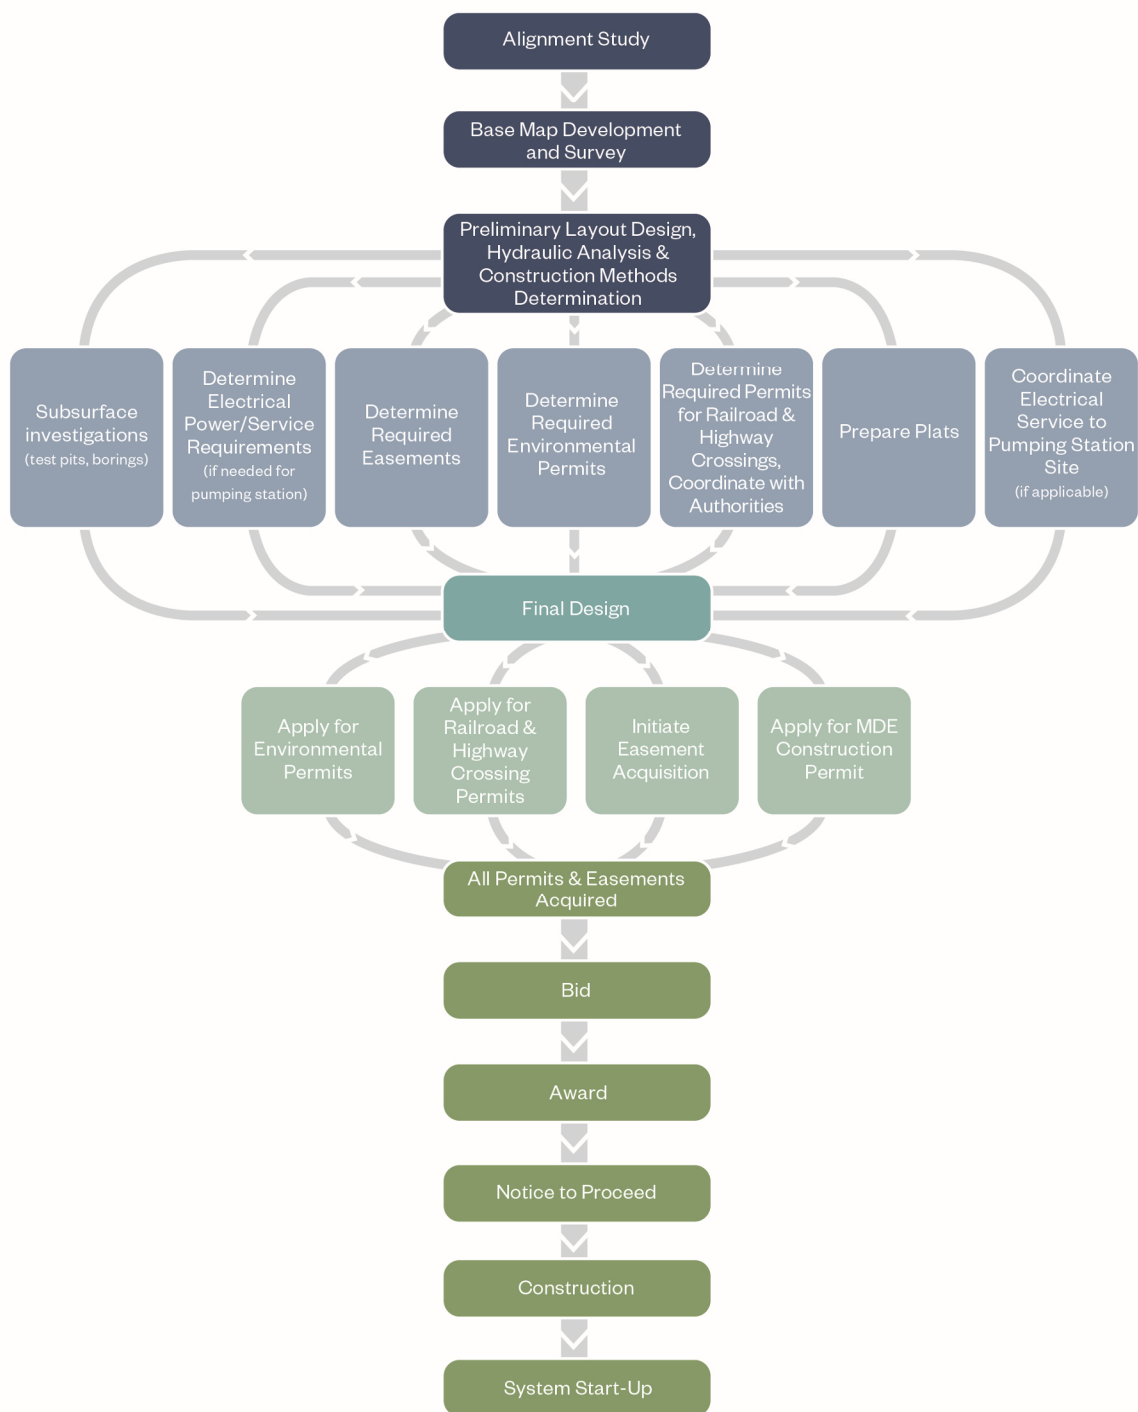 Alignment Study
Base Map Development
and Survey
Preliminary Layout Design,
Hydraulic Analysis &
Construction Methods
Determination
Subsurface
investigations
(test pits, borings)
Determine
Electrical
Power/Service
Requirements
(if needed for
pumping station)
Determine
Required
Easements
Determine
Required
Environmental
Permits
Determine
Required Permits
for Railroad &
Highway
Crossings,
Coordinate with
Authorities
Prepare Plats
Coordinate
Electrical
Service to
Pumping Station
Site
(if applicable)
Final Design
Apply for
Environmental
Permits
Apply for
Railroad &
Highway
Crossing
Permits
Initiate
Easement
Acquisition
Apply for MDE
Construction
Permit
All Permits & Easements
Acquired
Bid
Award
Notice to Proceed
Construction
System Start-Up